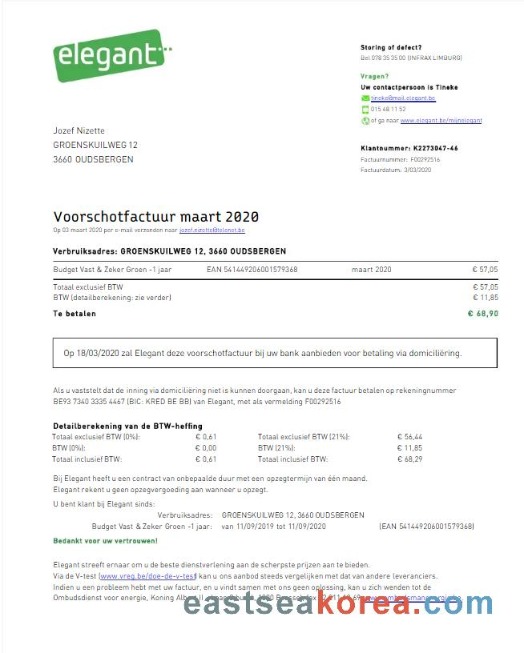 elegant
Storing of defect?
Bel 078 35 35 00 (INFRAX LIMBURG)
Vragen?
Uw contactpersoon is Tineke
tineke@mail.elegant.be
015 48 11 52
of ga naar www.elegant.be/mijnelegant
Jozef Nizette
GROENSKUILWEG 12
3660 OUDSBERGEN
Klantnummer: K2273047-46
Factuurnummer: F00292516
Factuurdatum: 3/03/2020
Voorschotfactuur maart 2020
Op 03 maart 2020 per e-mail verzonden naar jozef.nizette@telenet.be
Verbruiksadres: GROENSKUILWEG 12, 3660 OUDSBERGEN
Budget Vast & Zeker Groen -1 jaar EAN 541449206001579368 maart 2020 € 57,05
Totaal exclusief BTW € 57,05
BTW (detailberekening: zie verder) € 11,85
Te betalen € 68,90
Op 18/03/2020 zal Elegant deze voorschotfactuur bij uw bank aanbieden voor betaling via domiciliëring.
Als u vaststelt dat de inning via domiciliëring niet is kunnen doorgaan, kan u deze factuur betalen op rekeningnummer
BE93 7340 3335 4467 (BIC: KRED BE BB) van Elegant, met als vermelding F00292516
Detailberekening van de BTW-heffing
Totaal exclusief BTW (0%): € 0,61 Totaal exclusief BTW (21%): € 56,44
BTW (0%): € 0,00 BTW (21%): € 11,85
Totaal inclusief BTW: € 0,61 Totaal inclusief BTW: € 68,29
Bij Elegant heeft u een contract van onbepaalde duur met een opzegtermijn van één maand.
Elegant rekent u geen opzegvergoeding aan wanneer u opzegt.
U bent klant bij Elegant sinds:
Verbruiksadres: GROENSKUILWEG 12, 3660 OUDSBERGEN
Budget Vast & Zeker Groen -1 jaar: van 11/09/2019 tot 11/09/2020 (EAN 541449206001579368)
Bedankt voor uw vertrouwen!
Elegant streeft ernaar om u de beste dienstverlening aan de scherpste prijzen aan te bieden.
Via de V-test (www.vreg.be/doe-de-v-test) kan u ons aanbod steeds vergelijken met dat van andere leveranciers.
Indien u een probleem hebt met uw factuur, en u vindt samen met ons geen oplossing, kan u zich wenden tot de
Ombudsdienst voor energie, Koning Albert II
eastseakorea.com